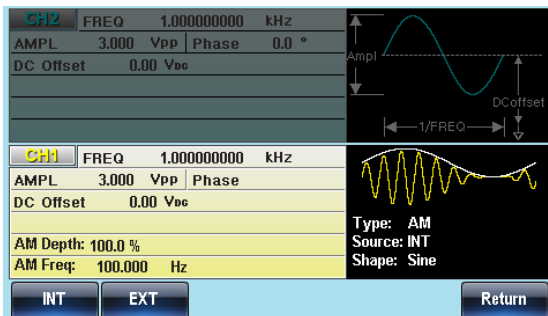 CH2 FREQ 1.000000000 kHz
AMPL 3.000 Vpp Phase 0.0 °
DC Offset 0.00 VDC
Ampl
DCoffset
1/FREQ
CH1 FREQ 1.000000000 kHz
AMPL 3.000 Vpp Phase
DC Offset 0.00 VDC
AM Depth: 100.0 %
AM Freq: 100.000 Hz
Type: AM
Source: INT
Shape: Sine
INT EXT Return